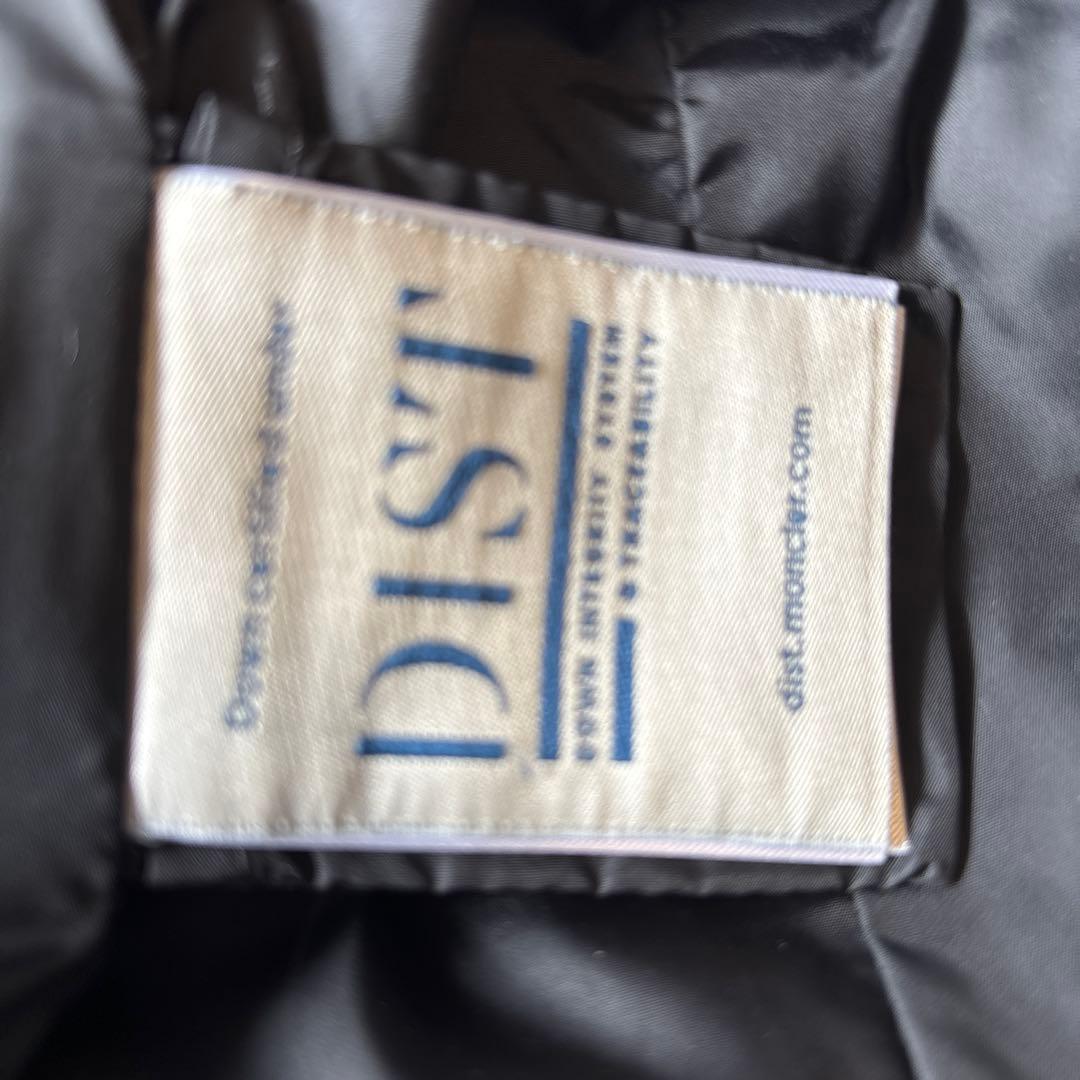 Down certified under
DIST
DOWN INTEGRITY SYSTEM
& TRACEABILITY
dist.moncler.com